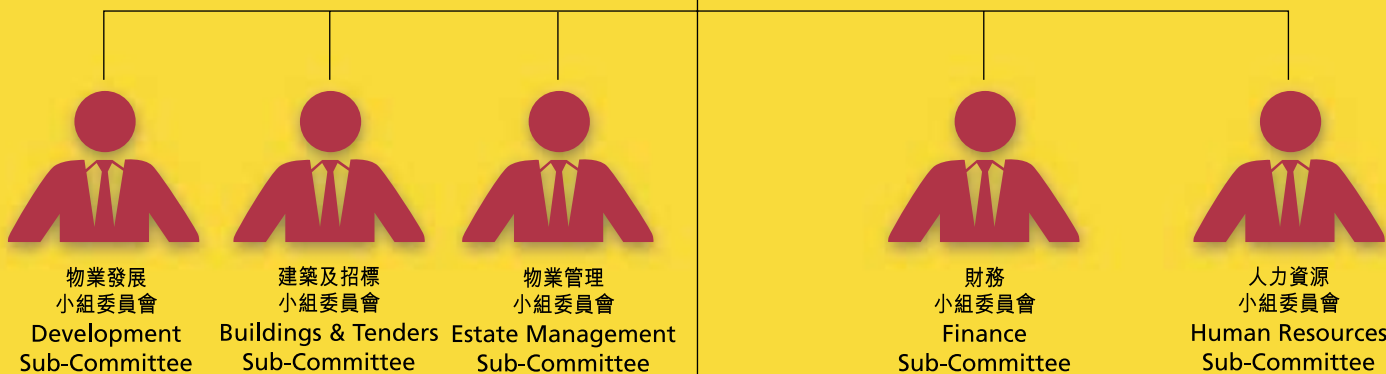 物業發展
小組委員會
Development
Sub-Committee
建築及招標
小組委員會
Buildings & Tenders
Sub-Committee
物業管理
小組委員會
Estate Management
Sub-Committee
財務
小組委員會
Finance
Sub-Committee
人力資源
小組委員會
Human Resources
Sub-Committee